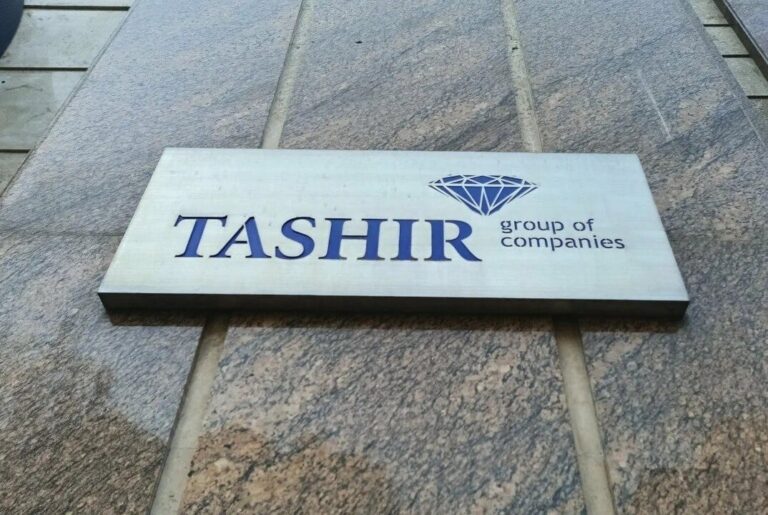 TASHIR
group of
companies